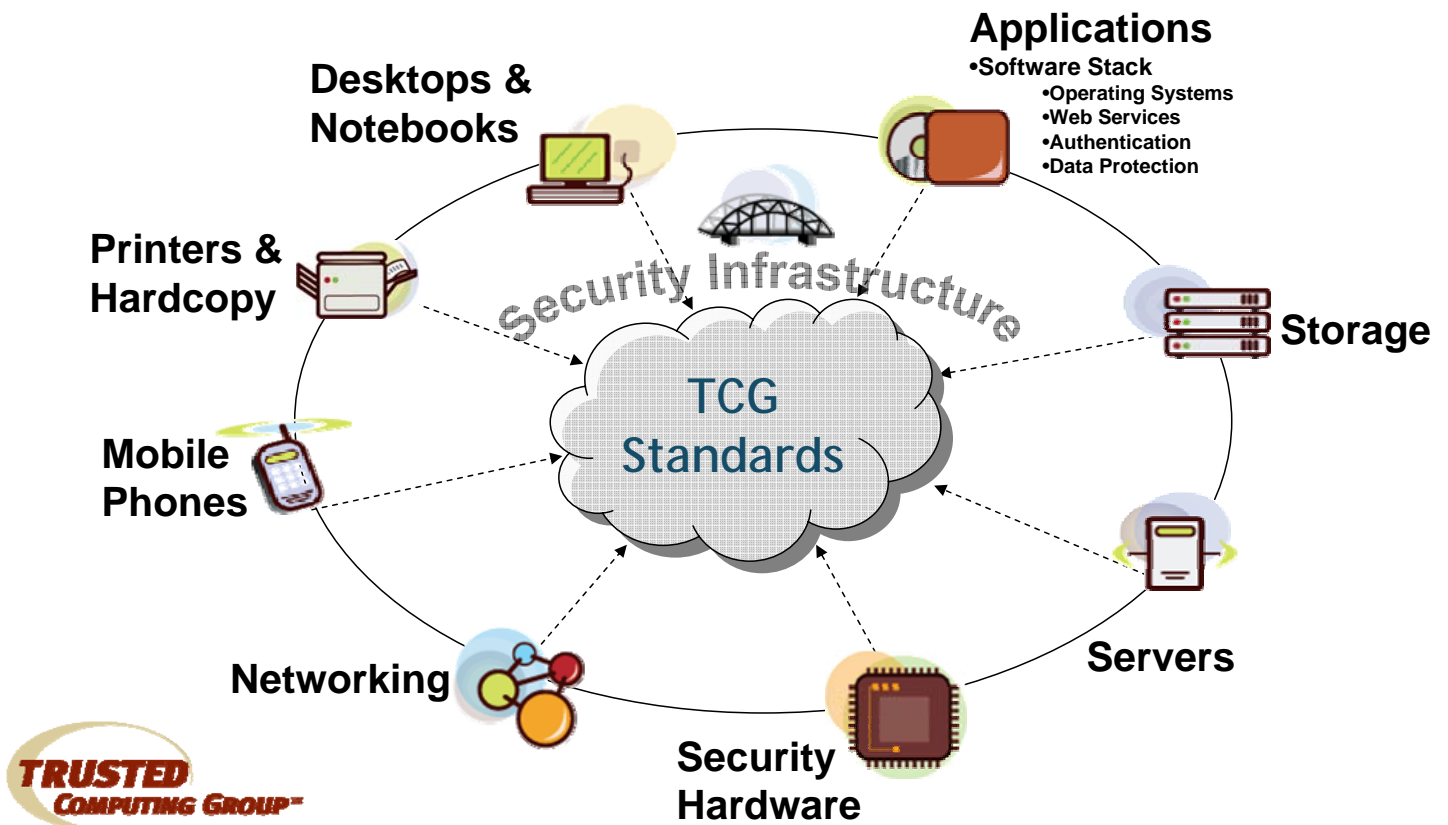 Applications
•Software Stack
•Operating Systems
•Web Services
•Authentication
•Data Protection
Desktops &
Notebooks
Printers &
Hardcopy
Security Infrastructure
Storage
TCG
Standards
Mobile
Phones
Servers
Networking
Security
Hardware
TRUSTED
COMPUTING GROUP™